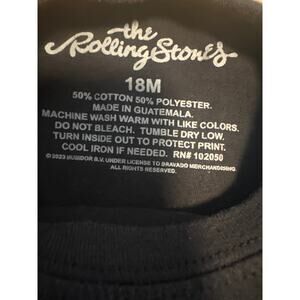 the
Rolling Stones
18M
50% COTTON 50% POLYESTER.
MADE IN GUATEMALA.
MACHINE WASH WARM WITH LIKE COLORS.
DO NOT BLEACH. TUMBLE DRY LOW.
TURN INSIDE OUT TO PROTECT PRINT.
COOL IRON IF NEEDED. RN# 102050
©2023 MUSIDOR B.V. UNDER LICENSE TO BRAVADO MERCHANDISING.
ALL RIGHTS RESERVED.